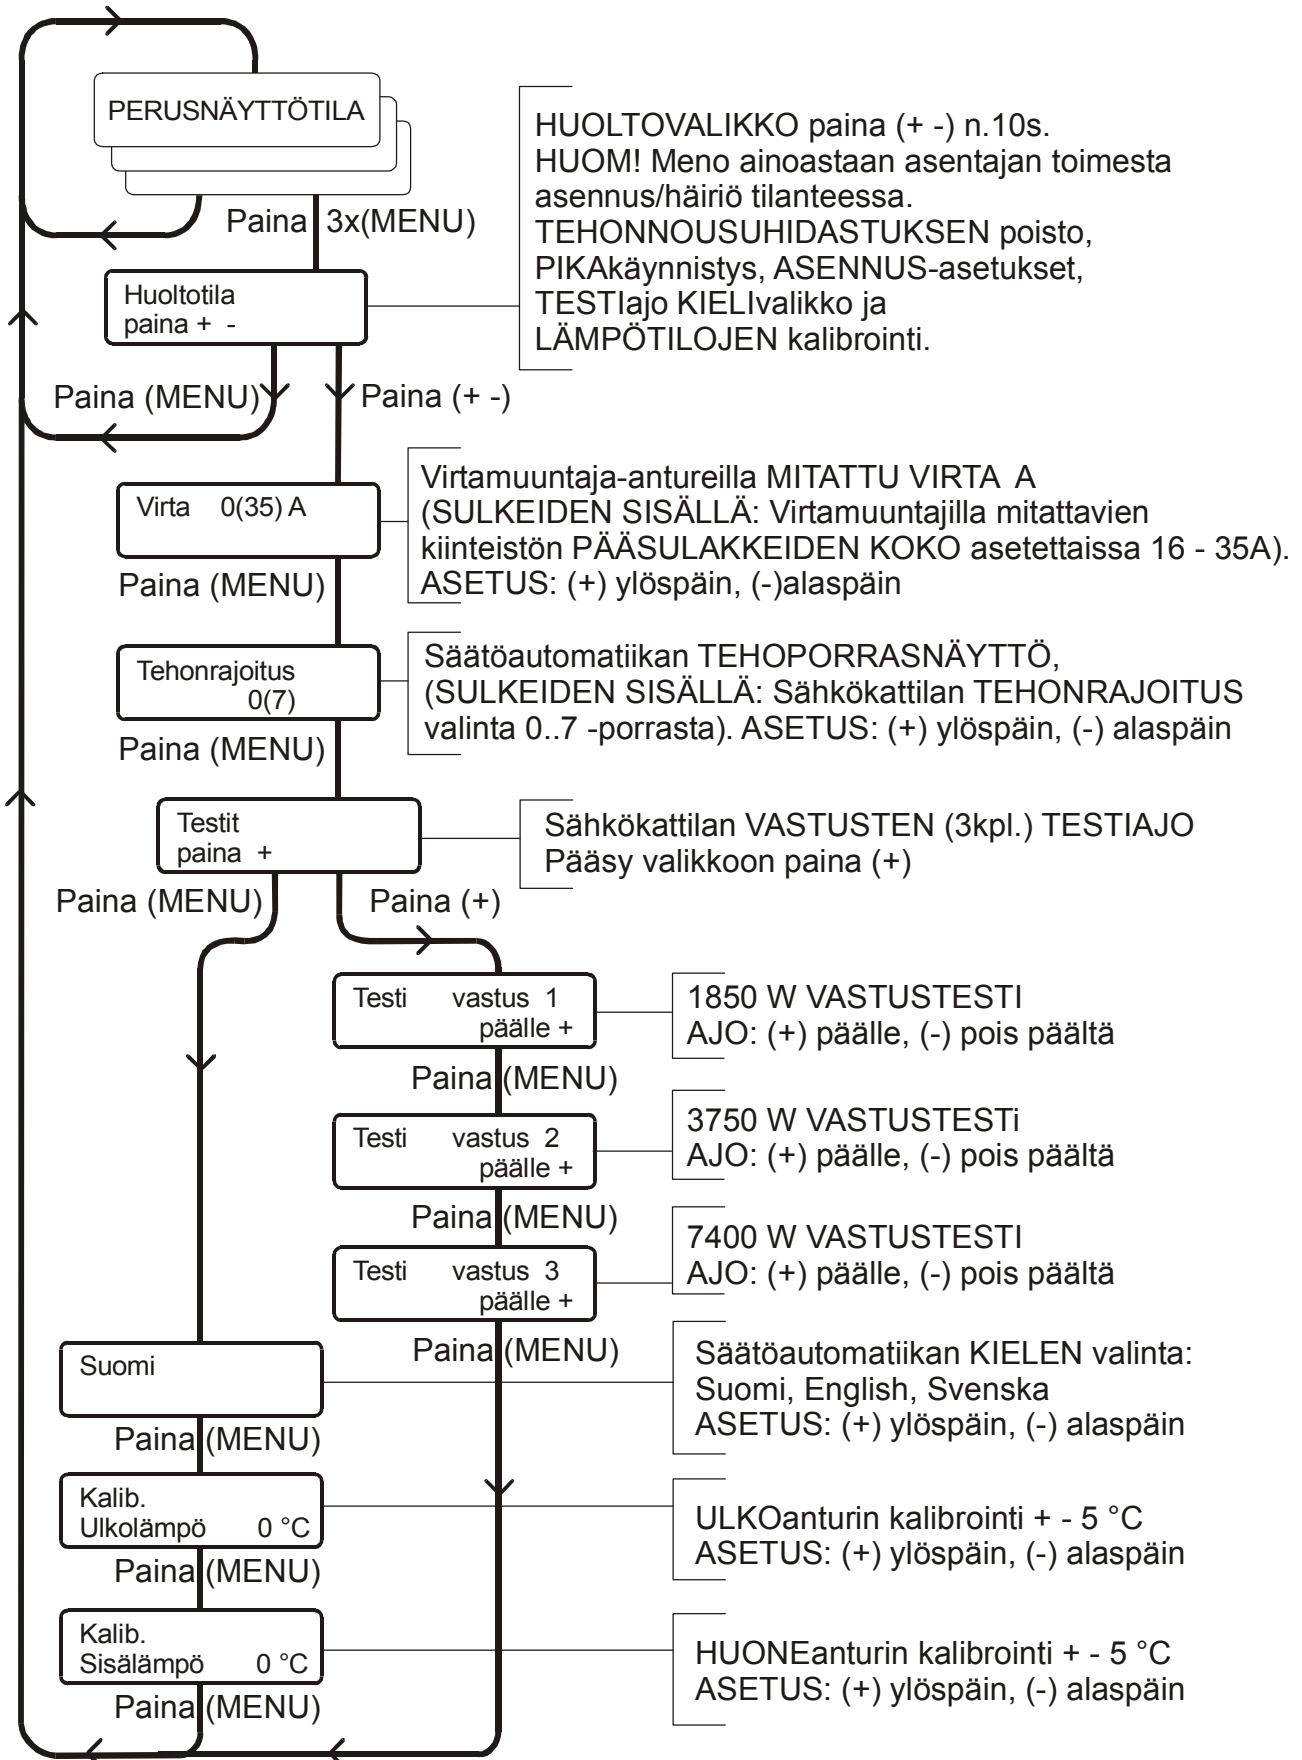 PERUSNÄYTTÖTILA
Paina 3x(MENU)
HUOLTOVALIKKO paina (+ -) n.10s.
HUOM! Meno ainoastaan asentajan toimesta
asennus/häiriö tilanteessa.
TEHONNOUSUHIDASTUKSEN poisto,
PIKAkäynnistys, ASENNUS-asetukset,
TESTIajo KIELIvalikko ja
LÄMPÖTILOJEN kalibrointi.
Huoltotila
paina + -
Paina (MENU)
Paina (+ -)
Virta 0(35) A
Virtamuuntaja-antureilla MITATTU VIRTA A
(SULKEIDEN SISÄLLÄ: Virtamuuntajilla mitattavien
kiinteistön PÄÄSULAKKEIDEN KOKO asetettaissa 16 - 35A).
ASETUS: (+) ylöspäin, (-)alaspäin
Paina (MENU)
Tehonrajoitus
0(7)
Säätöautomatiikan TEHOPORRASNÄYTTÖ,
(SULKEIDEN SISÄLLÄ: Sähkökattilan TEHONRAJOITUS
valinta 0..7 -porrasta). ASETUS: (+) ylöspäin, (-) alaspäin
Paina (MENU)
Testit
paina +
Sähkökattilan VASTUSTEN (3kpl.) TESTIAJO
Pääsy valikkoon paina (+)
Paina (MENU)
Paina (+)
Testi vastus 1
päälle +
1850 W VASTUSTESTI
AJO: (+) päälle, (-) pois päältä
Paina (MENU)
Testi vastus 2
päälle +
3750 W VASTUSTESTi
AJO: (+) päälle, (-) pois päältä
Paina (MENU)
Testi vastus 3
päälle +
7400 W VASTUSTESTI
AJO: (+) päälle, (-) pois päältä
Paina (MENU)
Suomi
Säätöautomatiikan KIELEN valinta:
Suomi, English, Svenska
ASETUS: (+) ylöspäin, (-) alaspäin
Paina (MENU)
Kalib.
Ulkolämpö 0 °C
ULKOanturin kalibrointi + - 5 °C
ASETUS: (+) ylöspäin, (-) alaspäin
Paina (MENU)
Kalib.
Sisälämpö 0 °C
HUONEanturin kalibrointi + - 5 °C
ASETUS: (+) ylöspäin, (-) alaspäin
Paina (MENU)